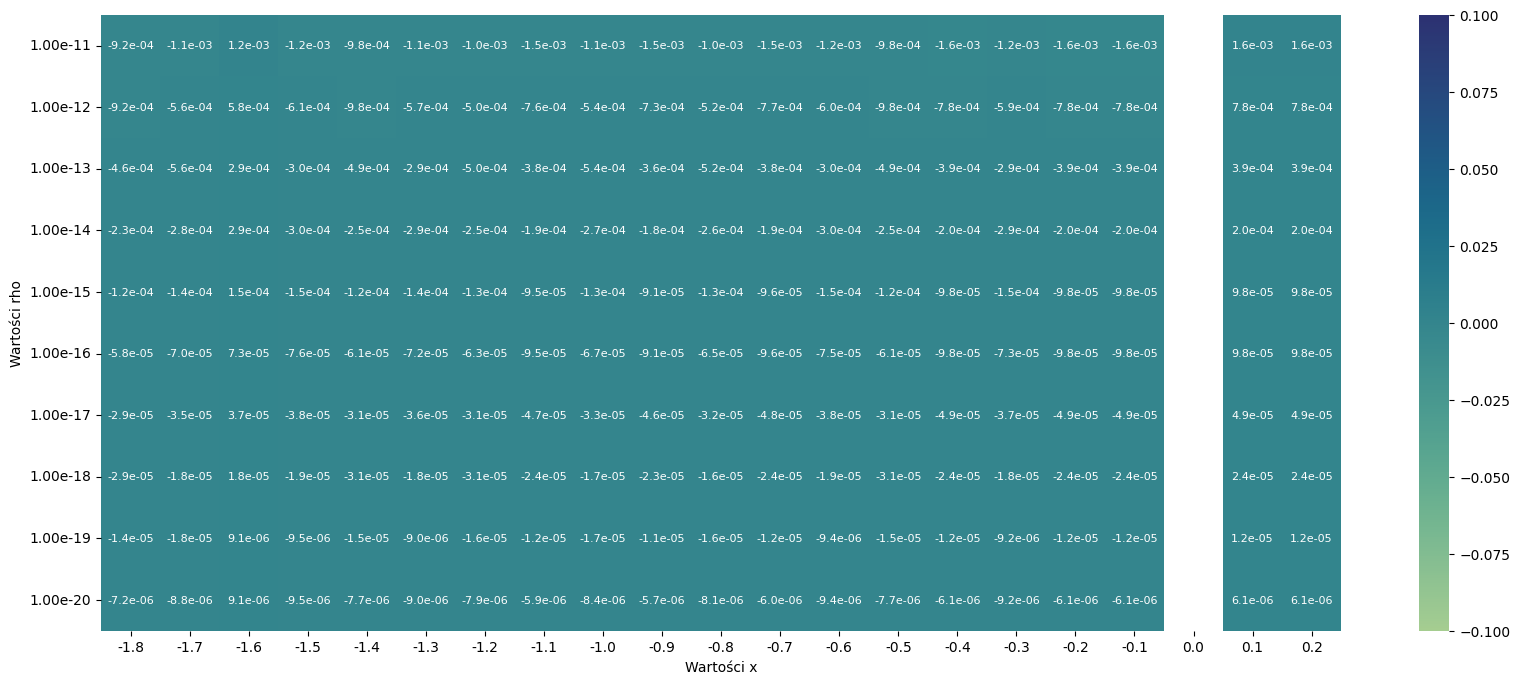 1.00e-11 -9.2e-04 -1.1e-03 1.2e-03 -1.2e-03 -9.8e-04 -1.1e-03 -1.0e-03 -1.5e-03 -1.1e-03 -1.5e-03 -1.0e-03 -1.5e-03 -1.2e-03 -9.8e-04 -1.6e-03 -1.2e-03 -1.6e-03 -1.6e-03 1.6e-03 1.6e-03
1.00e-12 -9.2e-04 -5.6e-04 5.8e-04 -6.1e-04 -9.8e-04 -5.7e-04 -5.0e-04 -7.6e-04 -5.4e-04 -7.3e-04 -5.2e-04 -7.7e-04 -6.0e-04 -9.8e-04 -7.8e-04 -5.9e-04 -7.8e-04 -7.8e-04 7.8e-04 7.8e-04
1.00e-13 -4.6e-04 -5.6e-04 2.9e-04 -3.0e-04 -4.9e-04 -2.9e-04 -5.0e-04 -3.8e-04 -5.4e-04 -3.6e-04 -5.2e-04 -3.8e-04 -3.0e-04 -4.9e-04 -3.9e-04 -2.9e-04 -3.9e-04 -3.9e-04 3.9e-04 3.9e-04
1.00e-14 -2.3e-04 -2.8e-04 2.9e-04 -3.0e-04 -2.5e-04 -2.9e-04 -2.5e-04 -1.9e-04 -2.7e-04 -1.8e-04 -2.6e-04 -1.9e-04 -3.0e-04 -2.5e-04 -2.0e-04 -2.9e-04 -2.0e-04 -2.0e-04 2.0e-04 2.0e-04
1.00e-15 -1.2e-04 -1.4e-04 1.5e-04 -1.5e-04 -1.2e-04 -1.4e-04 -1.3e-04 -9.5e-05 -1.3e-04 -9.1e-05 -1.3e-04 -9.6e-05 -1.5e-04 -1.2e-04 -9.8e-05 -1.5e-04 -9.8e-05 -9.8e-05 9.8e-05 9.8e-05
1.00e-16 -5.8e-05 -7.0e-05 7.3e-05 -7.6e-05 -6.1e-05 -7.2e-05 -6.3e-05 -9.5e-05 -6.7e-05 -9.1e-05 -6.5e-05 -9.6e-05 -7.5e-05 -6.1e-05 -9.8e-05 -7.3e-05 -9.8e-05 -9.8e-05 9.8e-05 9.8e-05
1.00e-17 -2.9e-05 -3.5e-05 3.7e-05 -3.8e-05 -3.1e-05 -3.6e-05 -3.1e-05 -4.7e-05 -3.3e-05 -4.6e-05 -3.2e-05 -4.8e-05 -3.8e-05 -3.1e-05 -4.9e-05 -3.7e-05 -4.9e-05 -4.9e-05 4.9e-05 4.9e-05
1.00e-18 -2.9e-05 -1.8e-05 1.8e-05 -1.9e-05 -3.1e-05 -1.8e-05 -3.1e-05 -2.4e-05 -1.7e-05 -2.3e-05 -1.6e-05 -2.4e-05 -1.9e-05 -3.1e-05 -2.4e-05 -1.8e-05 -2.4e-05 -2.4e-05 2.4e-05 2.4e-05
1.00e-19 -1.4e-05 -1.8e-05 9.1e-06 -9.5e-06 -1.5e-05 -9.0e-06 -1.6e-05 -1.2e-05 -1.7e-05 -1.1e-05 -1.6e-05 -1.2e-05 -9.4e-06 -1.5e-05 -1.2e-05 -9.2e-06 -1.2e-05 -1.2e-05 1.2e-05 1.2e-05
1.00e-20 -7.2e-06 -8.8e-06 9.1e-06 -9.5e-06 -7.7e-06 -9.0e-06 -7.9e-06 -5.9e-06 -8.4e-06 -5.7e-06 -8.1e-06 -6.0e-06 -9.4e-06 -7.7e-06 -6.1e-06 -9.2e-06 -6.1e-06 -6.1e-06 6.1e-06 6.1e-06
-1.8 -1.7 -1.6 -1.5 -1.4 -1.3 -1.2 -1.1 -1.0 -0.9 -0.8 -0.7 -0.6 -0.5 -0.4 -0.3 -0.2 -0.1 0.0 0.1 0.2
Wartości x
Wartości rho
0.100
0.075
0.050
0.025
0.000
−0.025
−0.050
−0.075
−0.100